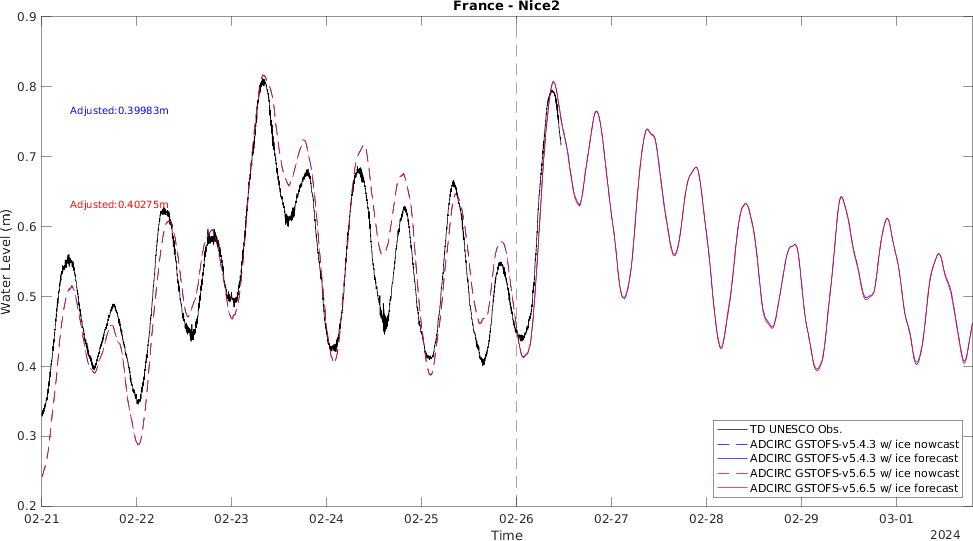 France - Nice2
0.9
0.8
0.7
0.6
0.5
0.4
0.3
0.2
Water Level (m)
Adjusted:0.39983m
Adjusted:0.40275m
TD UNESCO Obs.
ADCIRC GSTOFS-v5.4.3 w/ ice nowcast
ADCIRC GSTOFS-v5.4.3 w/ ice forecast
ADCIRC GSTOFS-v5.6.5 w/ ice nowcast
ADCIRC GSTOFS-v5.6.5 w/ ice forecast
02-21 02-22 02-23 02-24 02-25 02-26 02-27 02-28 02-29 03-01
Time
2024